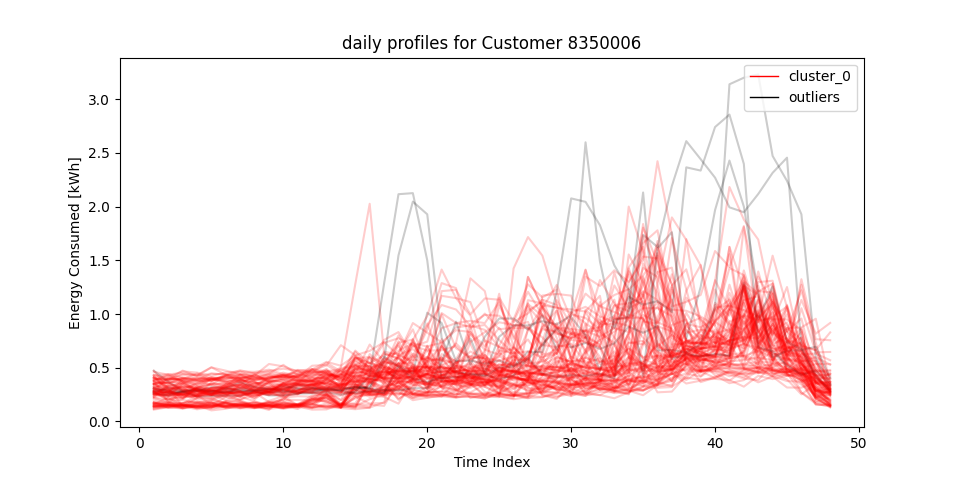 daily profiles for Customer 8350006
cluster_0
outliers
Energy Consumed [kWh]
3.0
2.5
2.0
1.5
1.0
0.5
0.0
0 10 20 30 40 50
Time Index